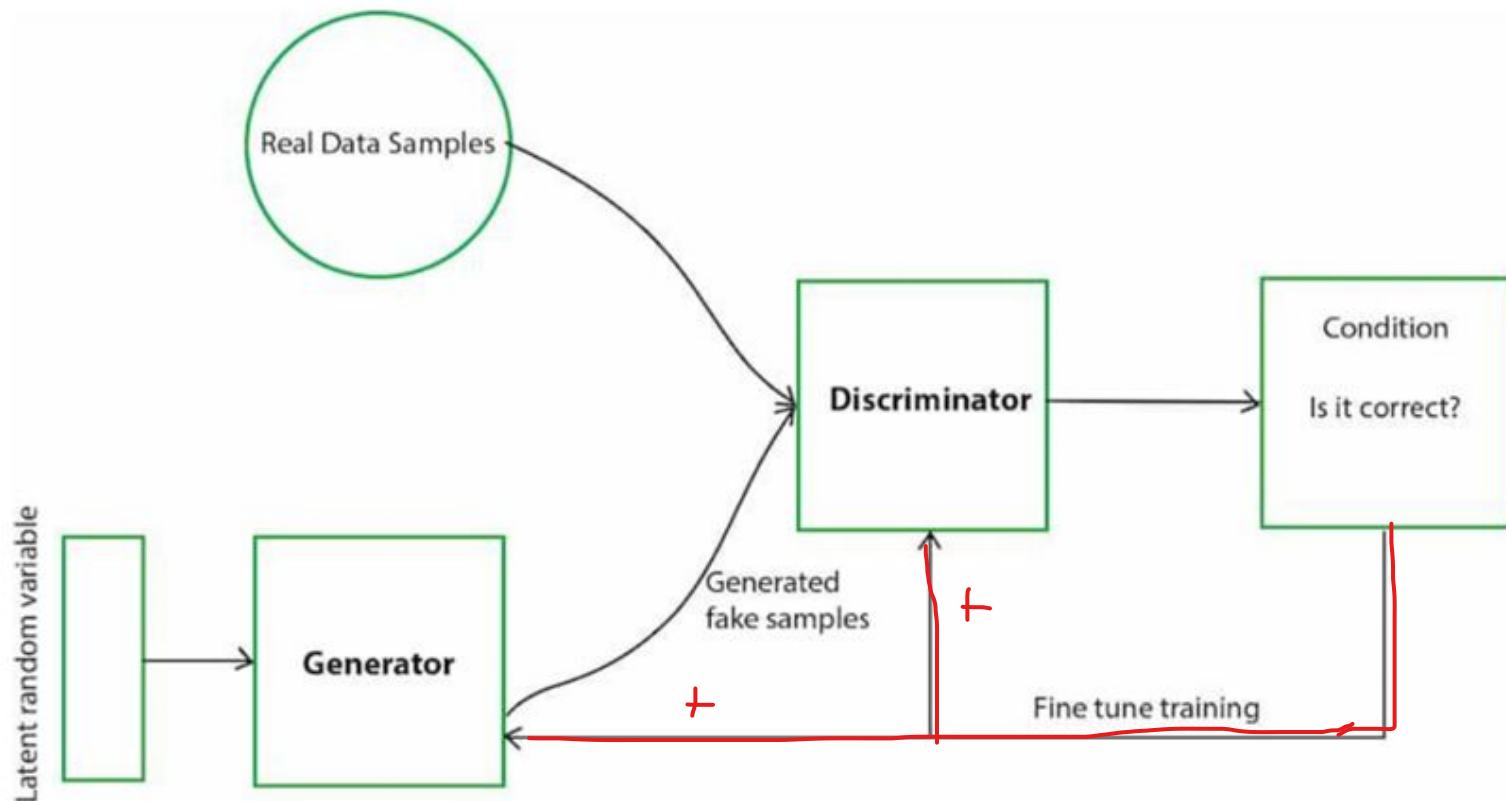 Real Data Samples
Condition
Is it correct?
Discriminator
Generated
fake samples
+
Latent random variable
Generator
+
Fine tune training